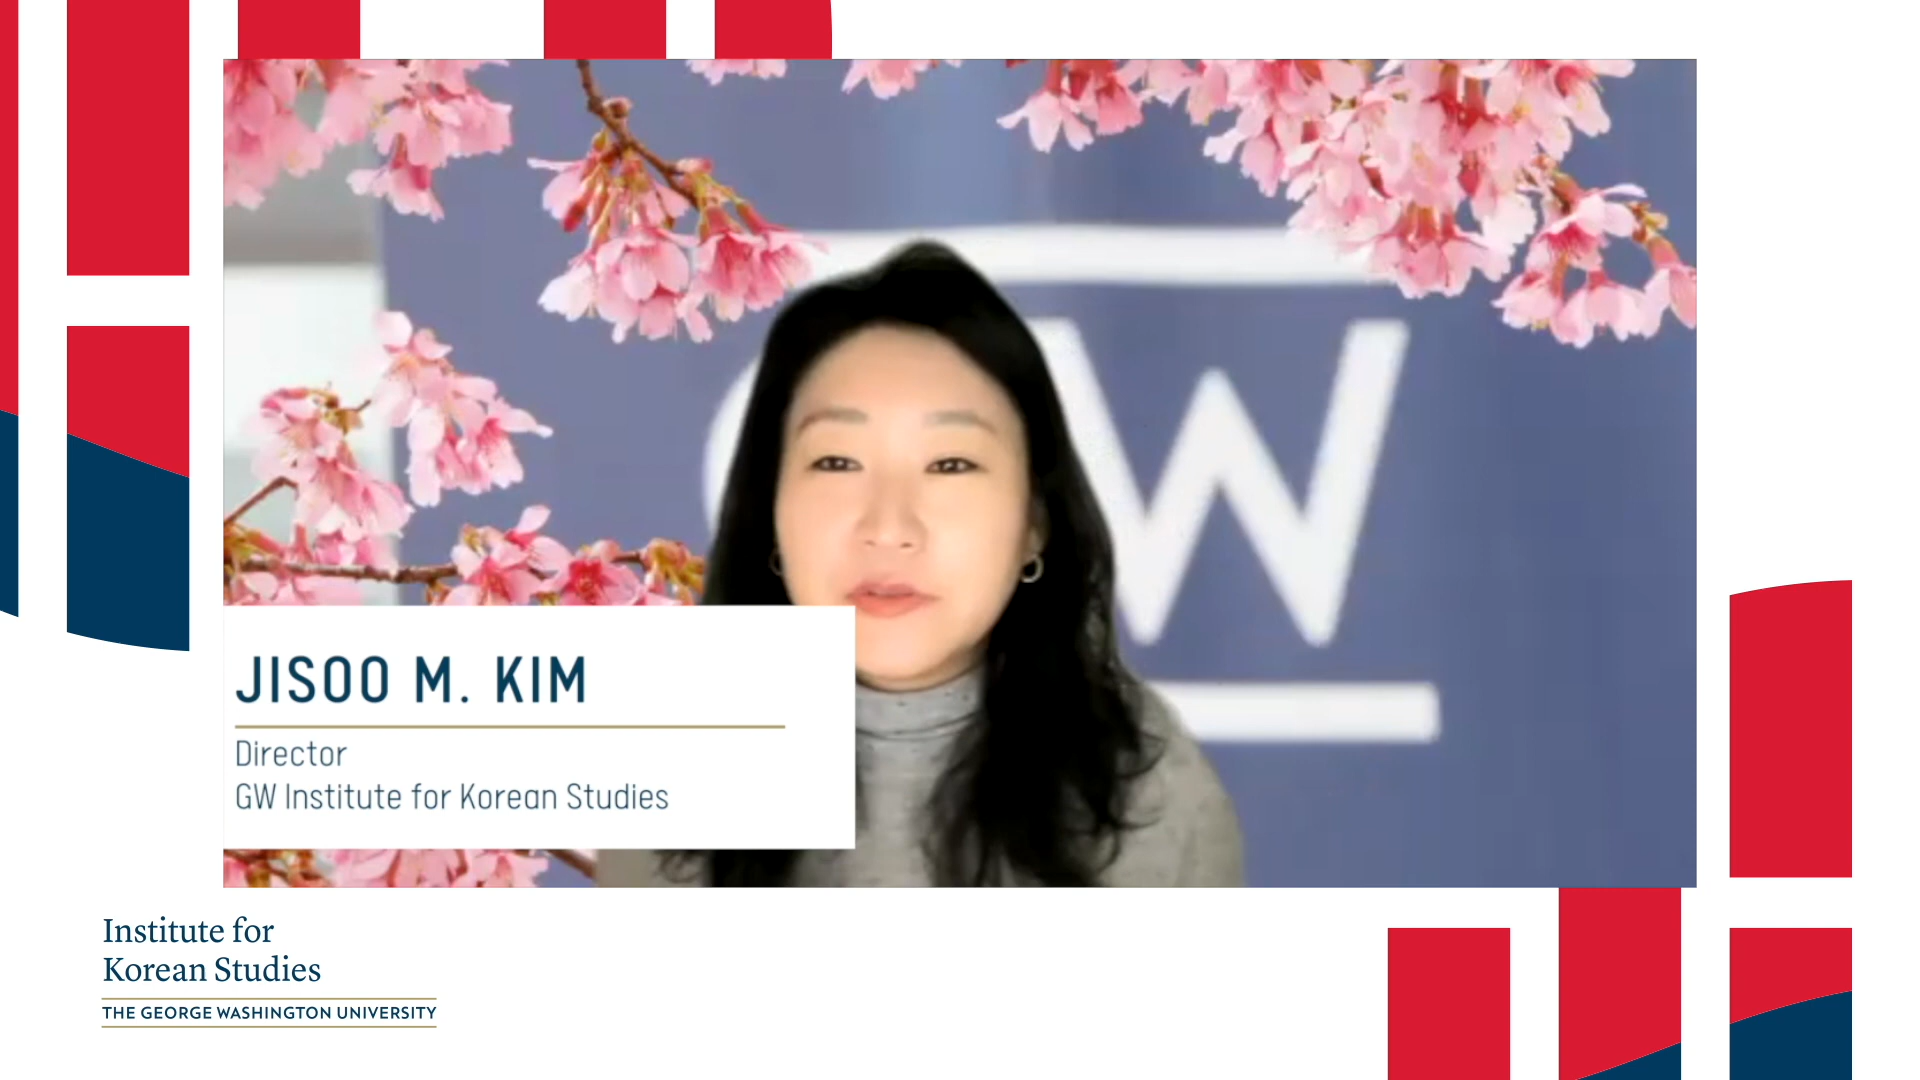 W
JISOO M. KIM
Director
GW Institute for Korean Studies
Institute for
Korean Studies
THE GEORGE WASHINGTON UNIVERSITY